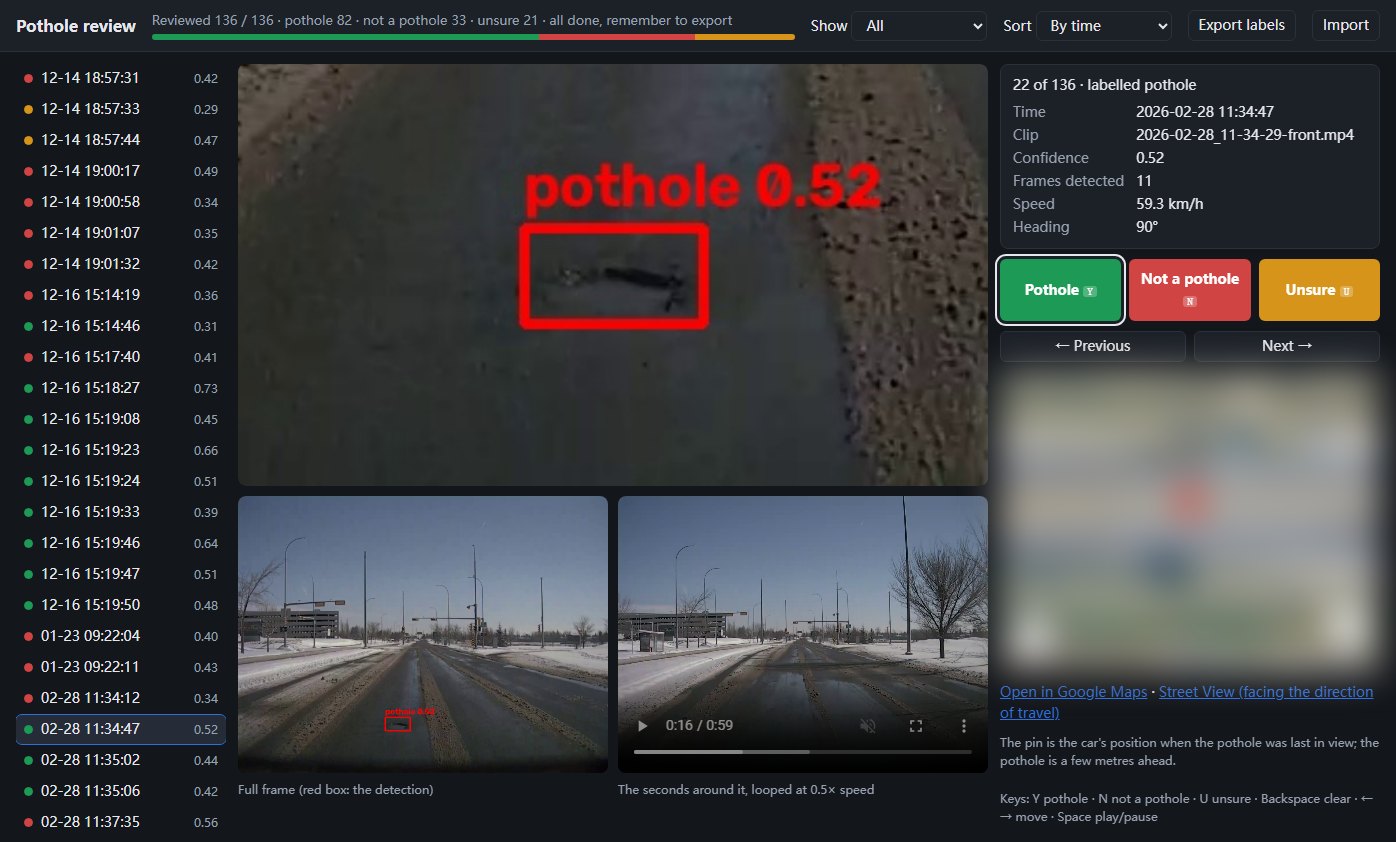 Pothole review
Reviewed 136 / 136 · pothole 82 · not a pothole 33 · unsure 21 · all done, remember to export
Show All
Sort By time
Export labels
Import
12-14 18:57:31 0.42
12-14 18:57:33 0.29
12-14 18:57:44 0.47
12-14 19:00:17 0.49
12-14 19:00:58 0.34
12-14 19:01:07 0.35
12-14 19:01:32 0.42
12-16 15:14:19 0.36
12-16 15:14:46 0.31
12-16 15:17:40 0.41
12-16 15:18:27 0.73
12-16 15:19:08 0.45
12-16 15:19:23 0.66
12-16 15:19:24 0.51
12-16 15:19:33 0.39
12-16 15:19:46 0.64
12-16 15:19:47 0.51
12-16 15:19:50 0.48
01-23 09:22:04 0.40
01-23 09:22:11 0.43
02-28 11:34:12 0.34
02-28 11:34:47 0.52
02-28 11:35:02 0.44
02-28 11:35:06 0.42
02-28 11:37:35 0.56
pothole 0.52
pothole 0.52
Full frame (red box: the detection)
0:16 / 0:59
The seconds around it, looped at 0.5× speed
22 of 136 · labelled pothole
Time 2026-02-28 11:34:47
Clip 2026-02-28_11-34-29-front.mp4
Confidence 0.52
Frames detected 11
Speed 59.3 km/h
Heading 90°
Pothole Y
Not a pothole
N
Unsure U
← Previous
Next →
Open in Google Maps · Street View (facing the direction
of travel)
The pin is the car's position when the pothole was last in view; the
pothole is a few metres ahead.
Keys: Y pothole · N not a pothole · U unsure · Backspace clear · ←
→ move · Space play/pause